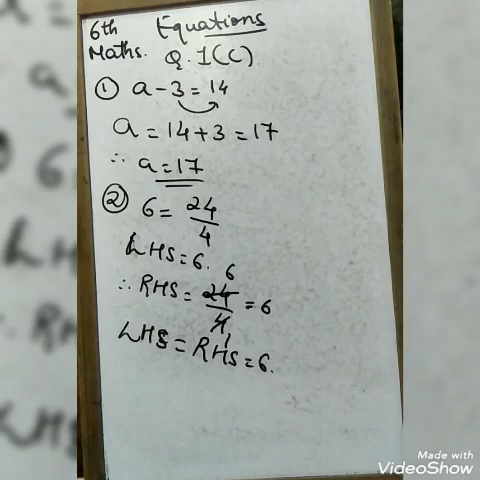 6th Equations
Maths. Q. 1(C)
① a - 3 = 14
a = 14 + 3 = 17
∴ a = 17
② 6 = 24/4
LHS = 6.
∴ RHS = 24/4 = 6
6
1
LHS = RHS = 6.
Made with
VideoShow